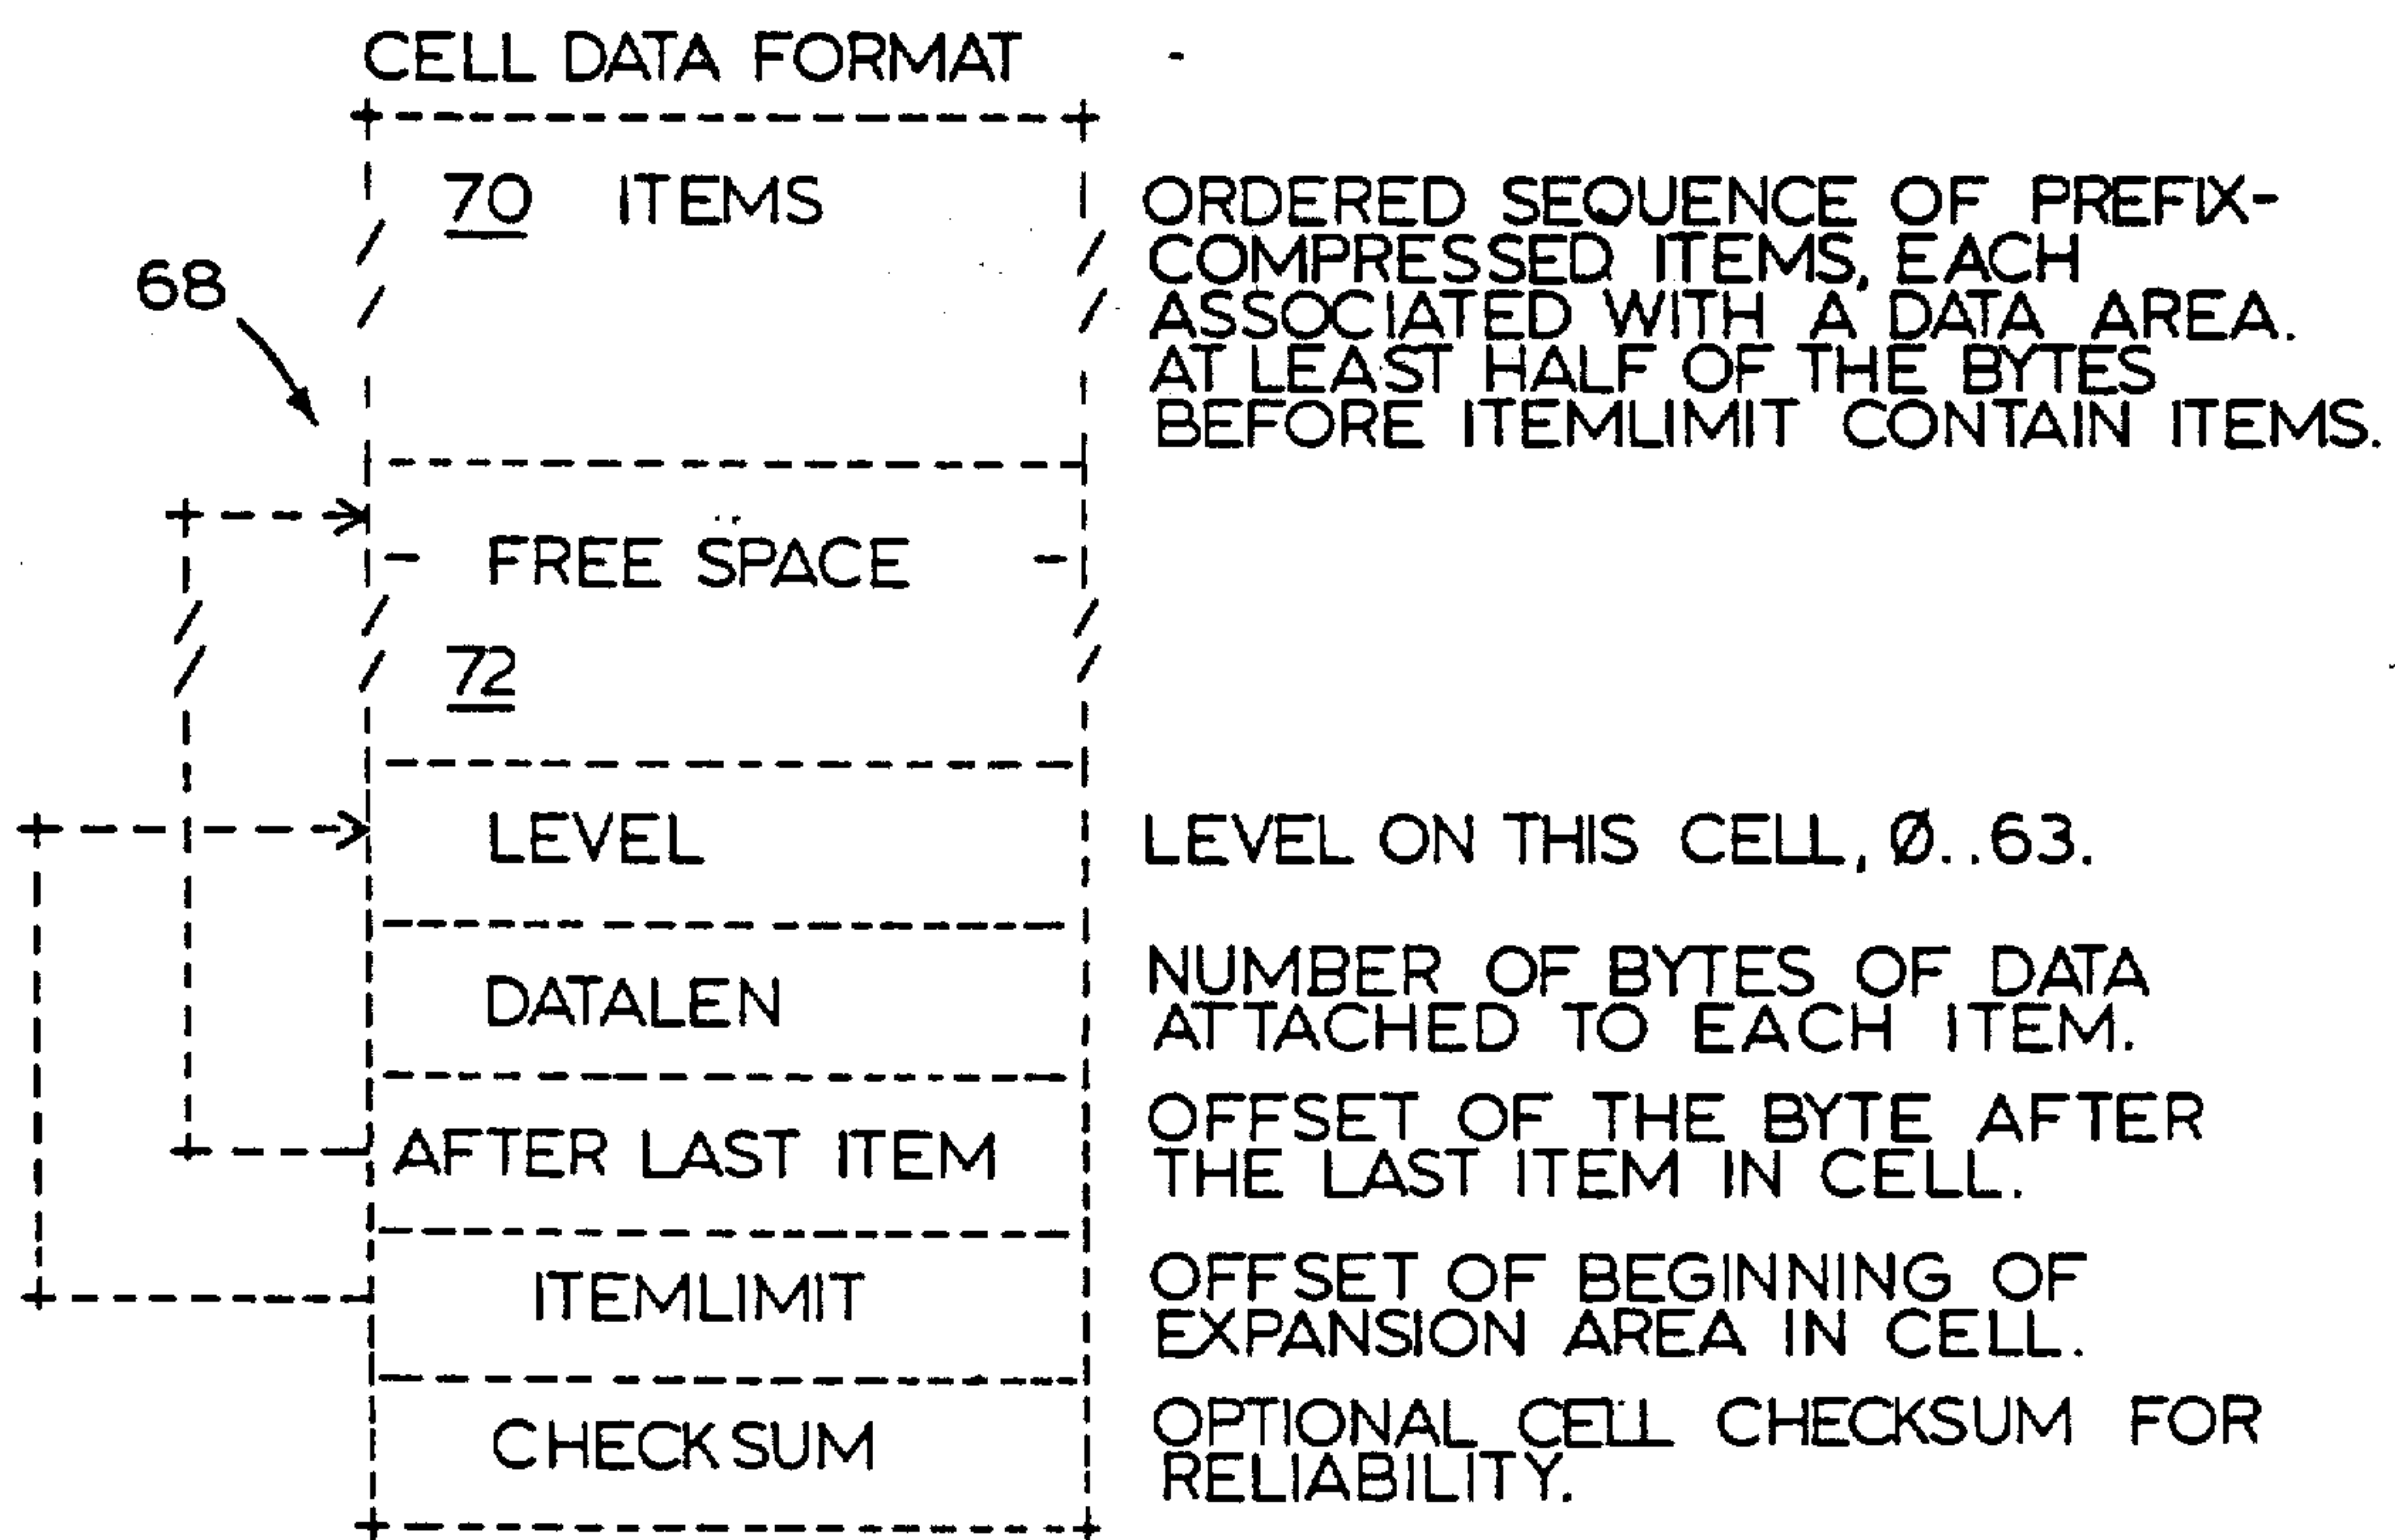 CELL DATA FORMAT
70 ITEMS
68
ORDERED SEQUENCE OF PREFIX-
COMPRESSED ITEMS, EACH
ASSOCIATED WITH A DATA AREA.
AT LEAST HALF OF THE BYTES
BEFORE ITEMLIMIT CONTAIN ITEMS.
FREE SPACE
72
LEVEL
LEVEL ON THIS CELL, Ø..63.
DATALEN
NUMBER OF BYTES OF DATA
ATTACHED TO EACH ITEM.
AFTER LAST ITEM
OFFSET OF THE BYTE AFTER
THE LAST ITEM IN CELL.
ITEMLIMIT
OFFSET OF BEGINNING OF
EXPANSION AREA IN CELL.
CHECKSUM
OPTIONAL CELL CHECKSUM FOR
RELIABILITY.